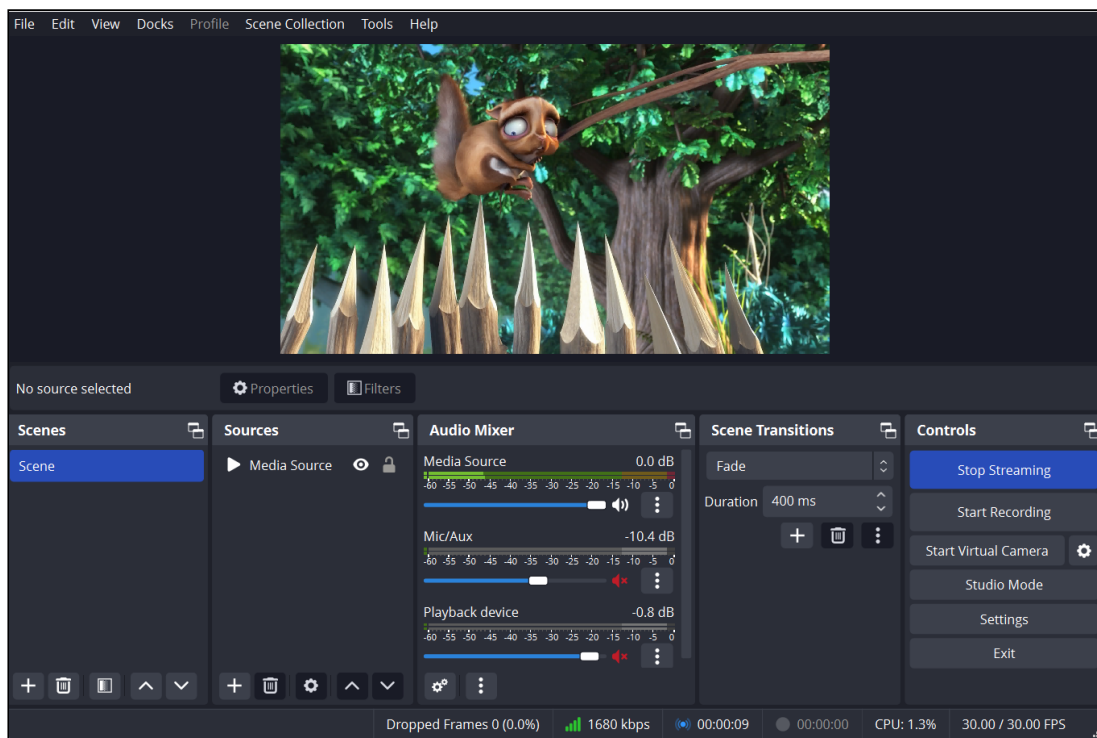 File Edit View Docks Profile Scene Collection Tools Help
No source selected Properties Filters
Scenes
Scene
Sources
Media Source
Audio Mixer
Media Source 0.0 dB
-60 -55 -50 -45 -40 -35 -30 -25 -20 -15 -10 -5 0
Mic/Aux -10.4 dB
-60 -55 -50 -45 -40 -35 -30 -25 -20 -15 -10 -5 0
Playback device -0.8 dB
-60 -55 -50 -45 -40 -35 -30 -25 -20 -15 -10 -5 0
Scene Transitions
Fade
Duration 400 ms
Controls
Stop Streaming
Start Recording
Start Virtual Camera
Studio Mode
Settings
Exit
Dropped Frames 0 (0.0%) 1680 kbps 00:00:09 00:00:00 CPU: 1.3% 30.00 / 30.00 FPS